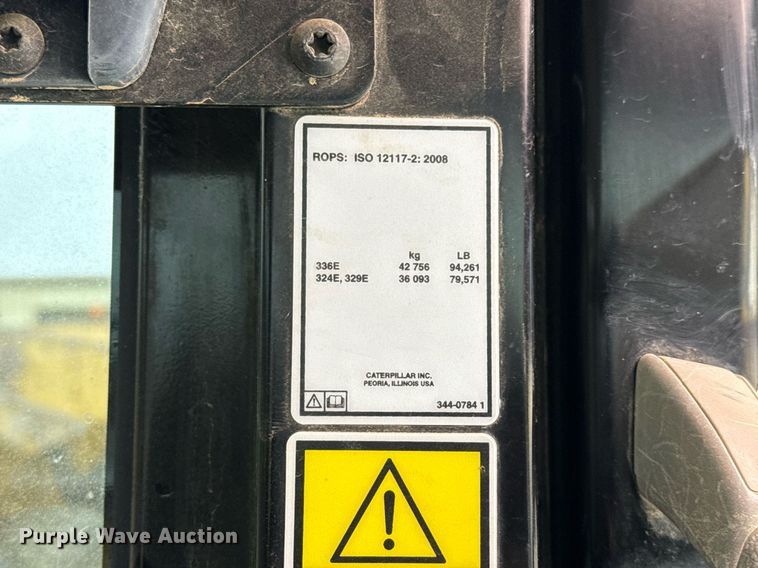 ROPS: ISO 12117-2: 2008
kg LB
336E 42 756 94,261
324E, 329E 36 093 79,571
CATERPILLAR INC.
PEORIA, ILLINOIS USA
344-0784 1
Purple Wave Auction